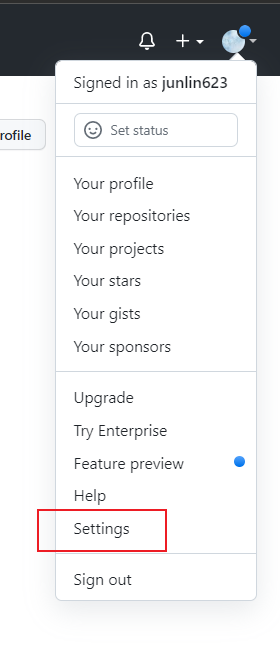 Signed in as junlin623
Set status
rofile
Your profile
Your repositories
Your projects
Your stars
Your gists
Your sponsors
Upgrade
Try Enterprise
Feature preview
Help
Settings
Sign out